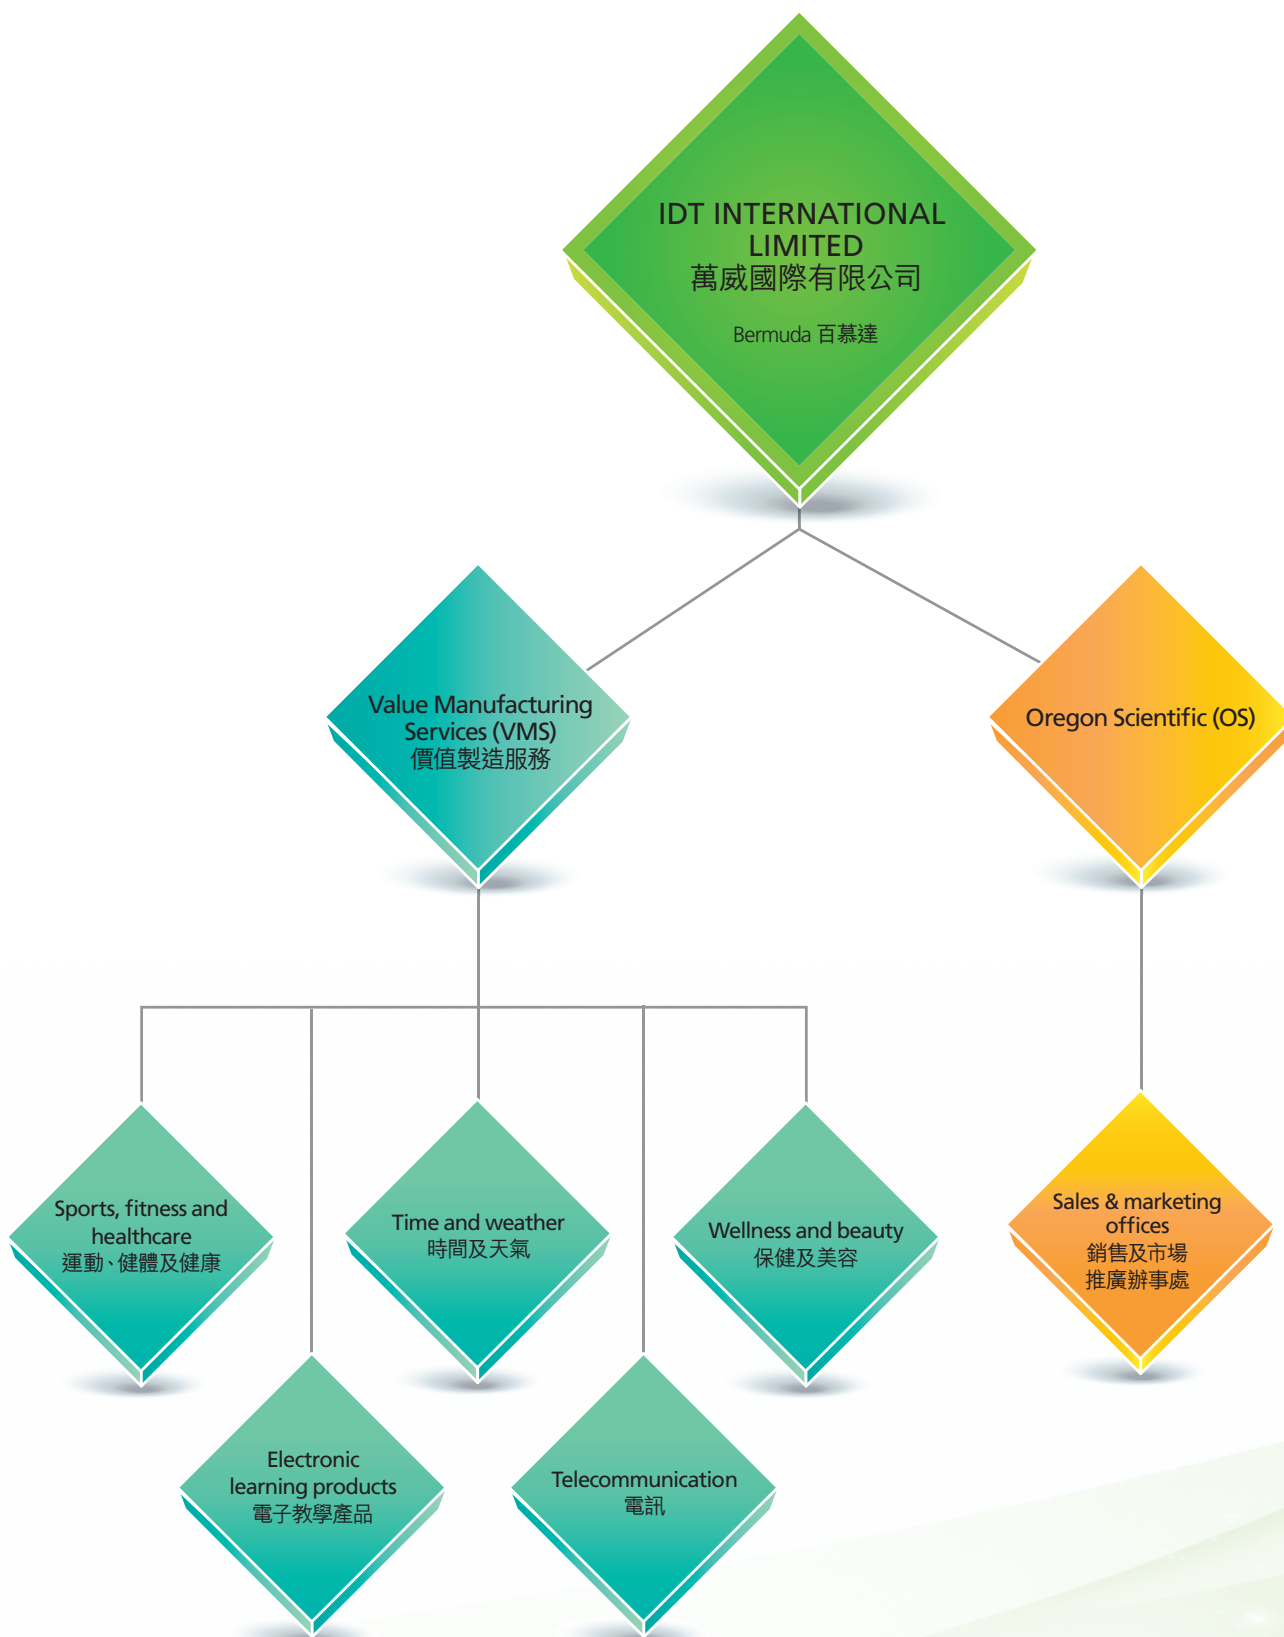 IDT INTERNATIONAL
LIMITED
萬威國際有限公司
Bermuda 百慕達
Value Manufacturing
Services (VMS)
價值製造服務
Oregon Scientific (OS)
Sports, fitness and
healthcare
運動、健體及健康
Time and weather
時間及天氣
Wellness and beauty
保健及美容
Sales & marketing
offices
銷售及市場
推廣辦事處
Electronic
learning products
電子教學產品
Telecommunication
電訊